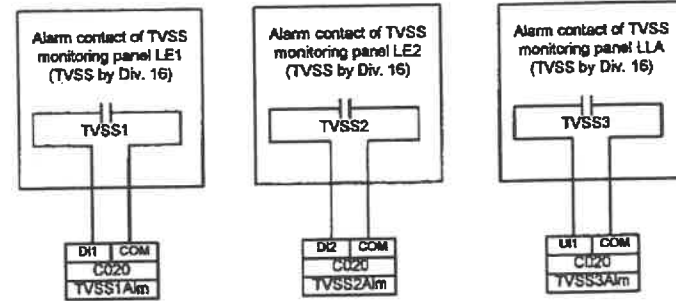 Alarm contact of TVSS
monitoring panel LE1
(TVSS by Div. 16)
TVSS1
DI1 COM
C020
TVSS1Alm
Alarm contact of TVSS
monitoring panel LE2
(TVSS by Div. 16)
TVSS2
DI2 COM
C020
TVSS2Alm
Alarm contact of TVSS
monitoring panel LLA
(TVSS by Div. 16)
TVSS3
UI1 COM
C020
TVSS3Alm